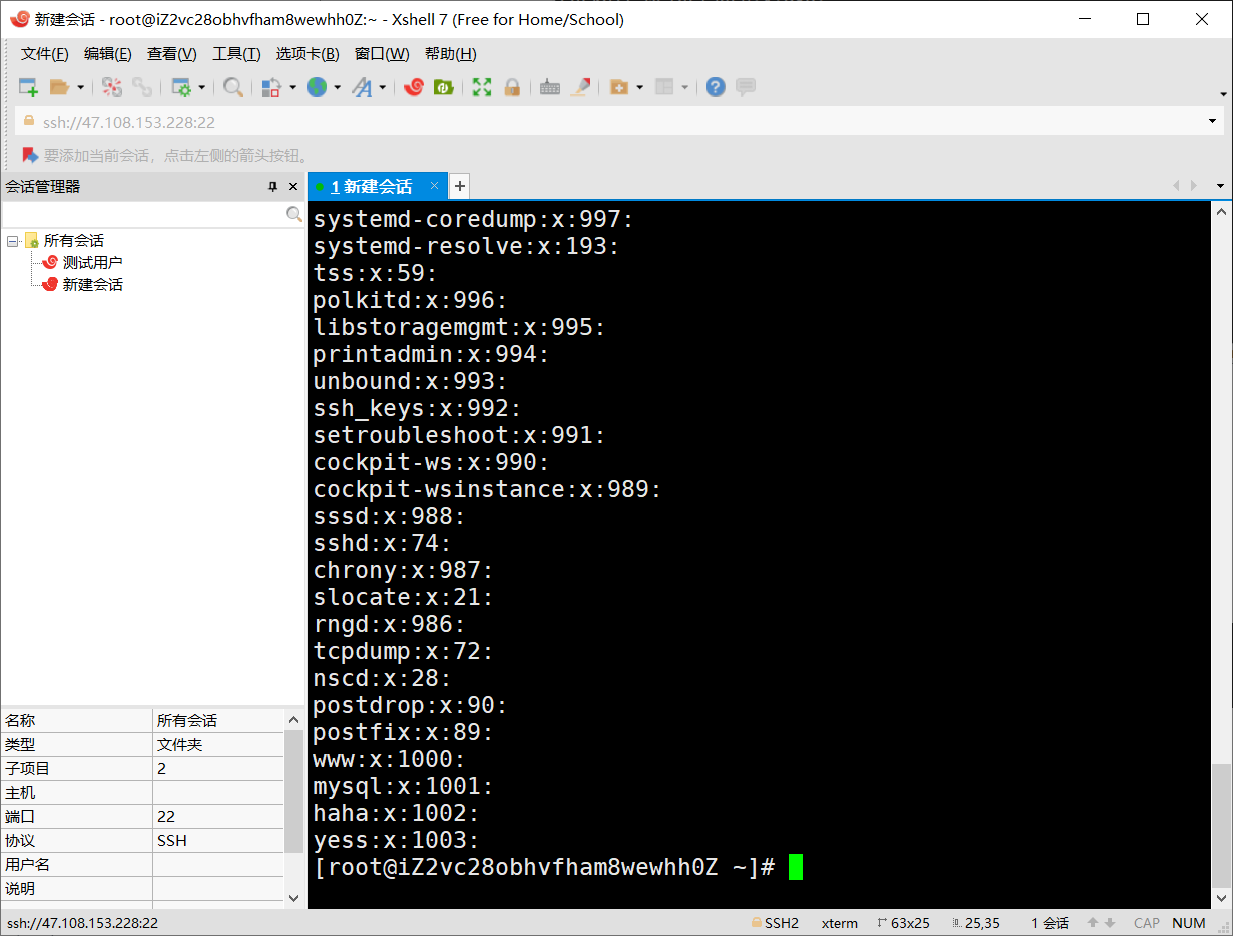 新建会话 - root@iZ2vc28obhvfham8wewhh0Z:~ - Xshell 7 (Free for Home/School)
文件(F) 编辑(E) 查看(V) 工具(T) 选项卡(B) 窗口(W) 帮助(H)
ssh://47.108.153.228:22
要添加当前会话，点击左侧的箭头按钮。
会话管理器
所有会话
测试用户
新建会话
名称 所有会话
类型 文件夹
子项目 2
主机
端口 22
协议 SSH
用户名
说明
1 新建会话
systemd-coredump:x:997:
systemd-resolve:x:193:
tss:x:59:
polkitd:x:996:
libstoragemgmt:x:995:
printadmin:x:994:
unbound:x:993:
ssh_keys:x:992:
setroubleshoot:x:991:
cockpit-ws:x:990:
cockpit-wsinstance:x:989:
sssd:x:988:
sshd:x:74:
chrony:x:987:
slocate:x:21:
rngd:x:986:
tcpdump:x:72:
nscd:x:28:
postdrop:x:90:
postfix:x:89:
www:x:1000:
mysql:x:1001:
haha:x:1002:
yess:x:1003:
[root@iZ2vc28obhvfham8wewhh0Z ~]#
ssh://47.108.153.228:22 SSH2 xterm 63x25 25,35 1 会话 CAP NUM